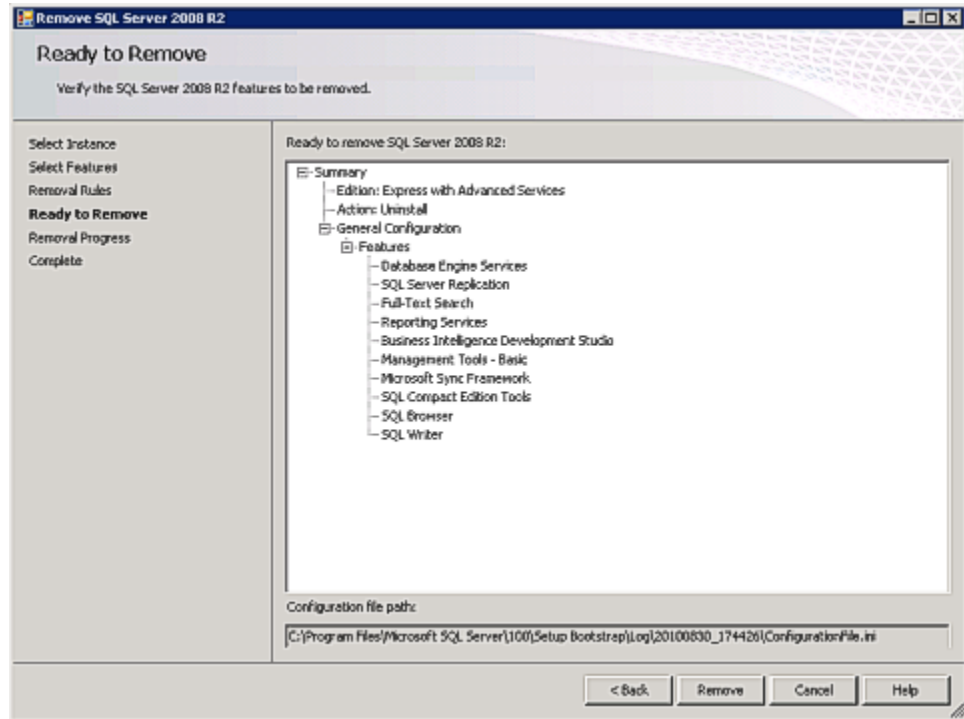 Remove SQL Server 2008 R2
Ready to Remove
Verify the SQL Server 2008 R2 features to be removed.
Select Instance
Select Features
Removal Rules
Ready to Remove
Removal Progress
Complete
Ready to remove SQL Server 2008 R2:
Summary
Edition: Express with Advanced Services
Action: Uninstall
General Configuration
Features
Database Engine Services
SQL Server Replication
Full-Text Search
Reporting Services
Business Intelligence Development Studio
Management Tools - Basic
Microsoft Sync Framework
SQL Compact Edition Tools
SQL Browser
SQL Writer
Configuration file path:
C:\Program Files\Microsoft SQL Server\100\Setup Bootstrap\Log\20100830_174426\ConfigurationFile.ini
< Back
Remove
Cancel
Help